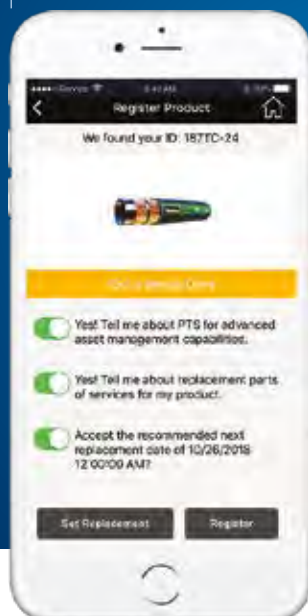 Register Product
We found your ID: 187TC-24
Yes! Tell me about PTS for advanced
asset management capabilities.
Yes! Tell me about replacement parts
of services for my product.
Accept the recommended next
replacement date of 10/26/2018
12:00:00 AM?
Set Replacement
Register